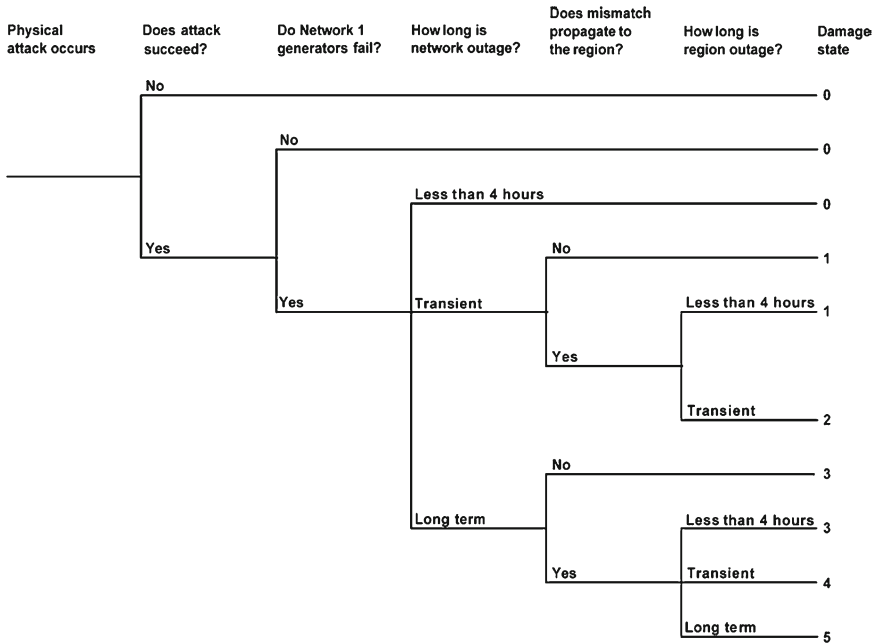 Physical
attack occurs
Does attack
succeed?
Do Network 1
generators fail?
How long is
network outage?
Does mismatch
propagate to
the region?
How long is
region outage?
Damage
state
No
0
No
0
Less than 4 hours
0
Yes
No
1
Yes
Transient
Less than 4 hours
1
Yes
Transient
2
No
3
Long term
Less than 4 hours
3
Yes
Transient
4
Long term
5